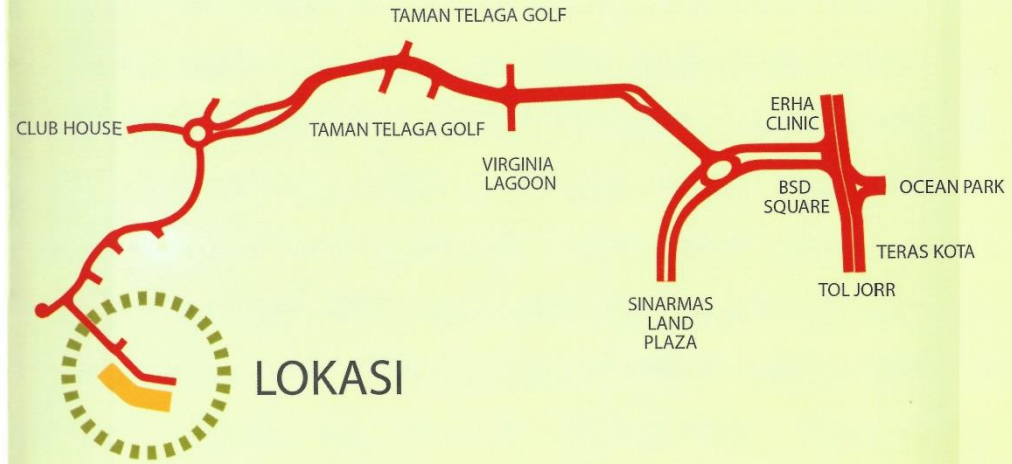 TAMAN TELAGA GOLF
CLUB HOUSE
TAMAN TELAGA GOLF
VIRGINIA
LAGOON
ERHA
CLINIC
BSD
SQUARE
OCEAN PARK
TERAS KOTA
TOL JORR
SINARMAS
LAND
PLAZA
LOKASI